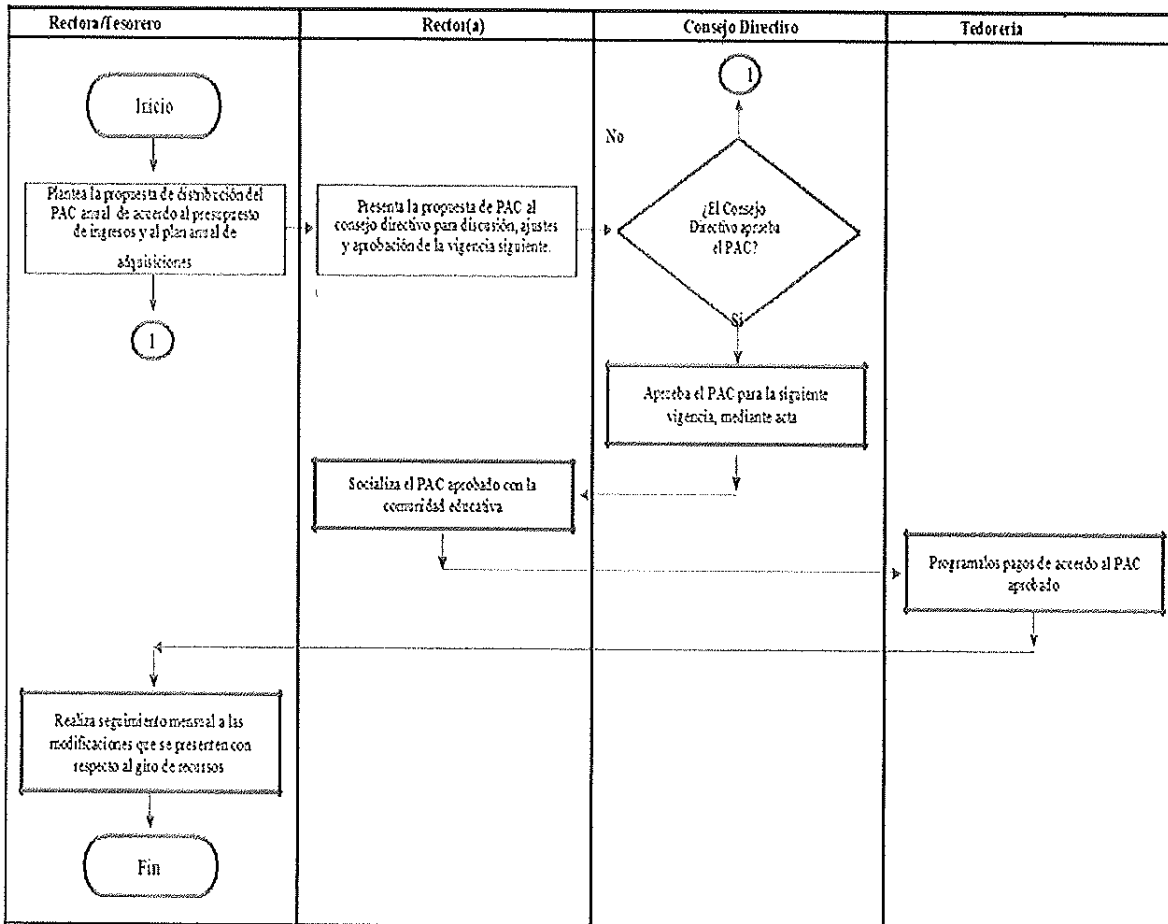 Rectora/Tesorero
Rector(a)
Consejo Directivo
Tedoreria
1
Inicio
No
Plantea la propuesta de distribución del
PAC anual de acuerdo al presupuesto
de ingresos y al plan anual de
adquisiciones
Presenta la propuesta de PAC al
consejo directivo para discusión, ajustes
y aprobación de la vigencia siguiente.
¿El Consejo
Directivo aprueba
el PAC?
1
Si
Aprueba el PAC para la siguiente
vigencia, mediante acta
Socializa el PAC aprobado con la
comunidad educativa
Programa los pagos de acuerdo al PAC
aprobado
Realiza seguimiento mensual a las
modificaciones que se presenten con
respecto al giro de recursos
Fin